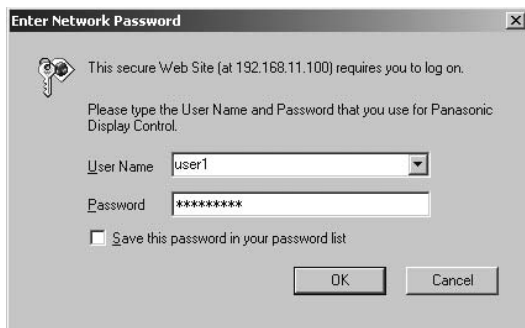 Enter Network Password
This secure Web Site (at 192.168.11.100) requires you to log on.
Please type the User Name and Password that you use for Panasonic
Display Control.
User Name user1
Password *********
Save this password in your password list
OK Cancel